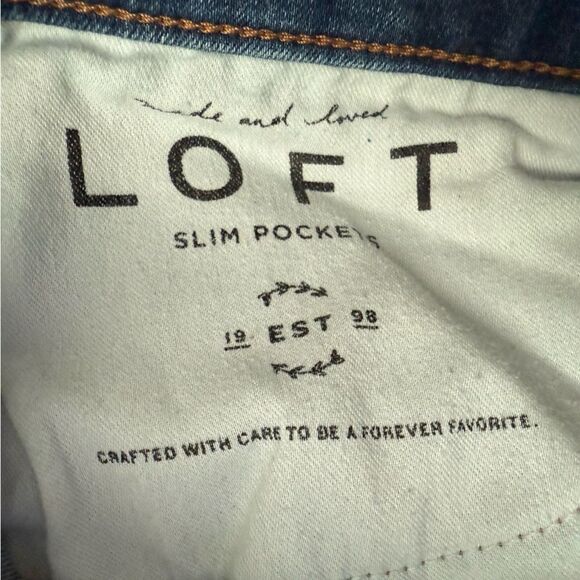 and loved
LOFT
SLIM POCKETS
19 EST 98
CRAFTED WITH CARE TO BE A FOREVER FAVORITE.